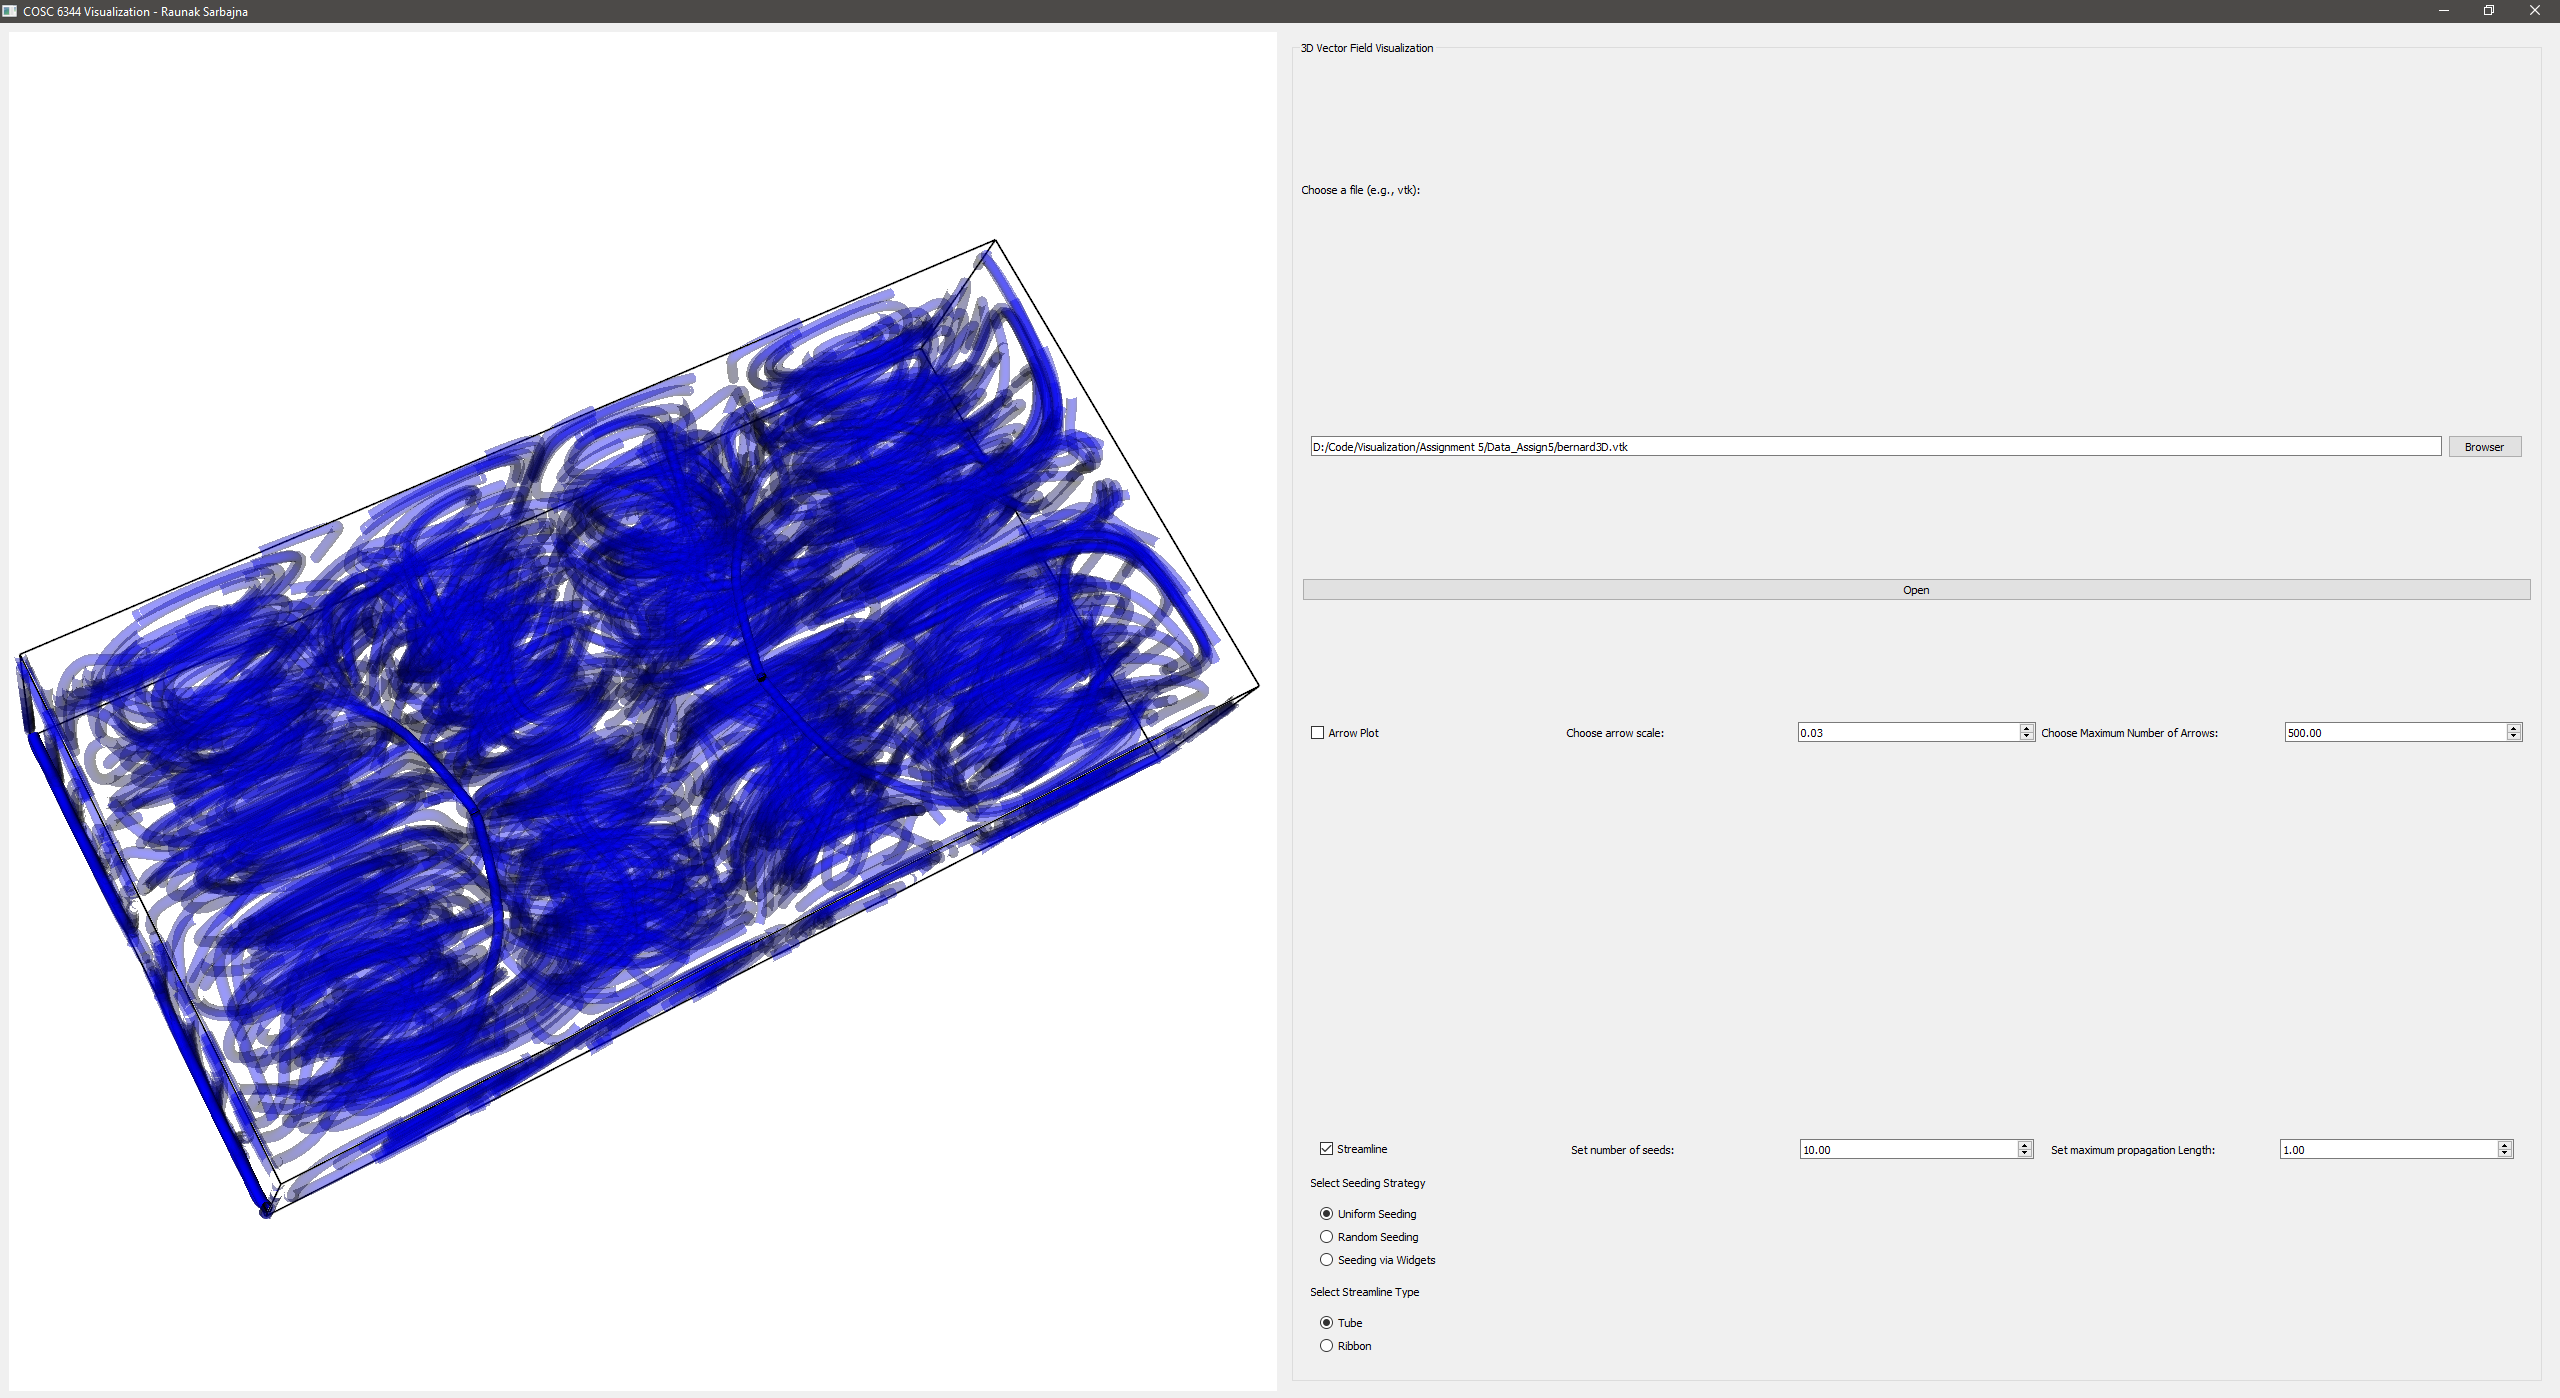 COSC 6344 Visualization - Raunak Sarbajna
3D Vector Field Visualization
Choose a file (e.g., vtk):
D:/Code/Visualization/Assignment 5/Data_Assign5/bernard3D.vtk Browser
Open
Arrow Plot Choose arrow scale: 0.03 Choose Maximum Number of Arrows: 500.00
Streamline Set number of seeds: 10.00 Set maximum propagation Length: 1.00
Select Seeding Strategy
Uniform Seeding
Random Seeding
Seeding via Widgets
Select Streamline Type
Tube
Ribbon